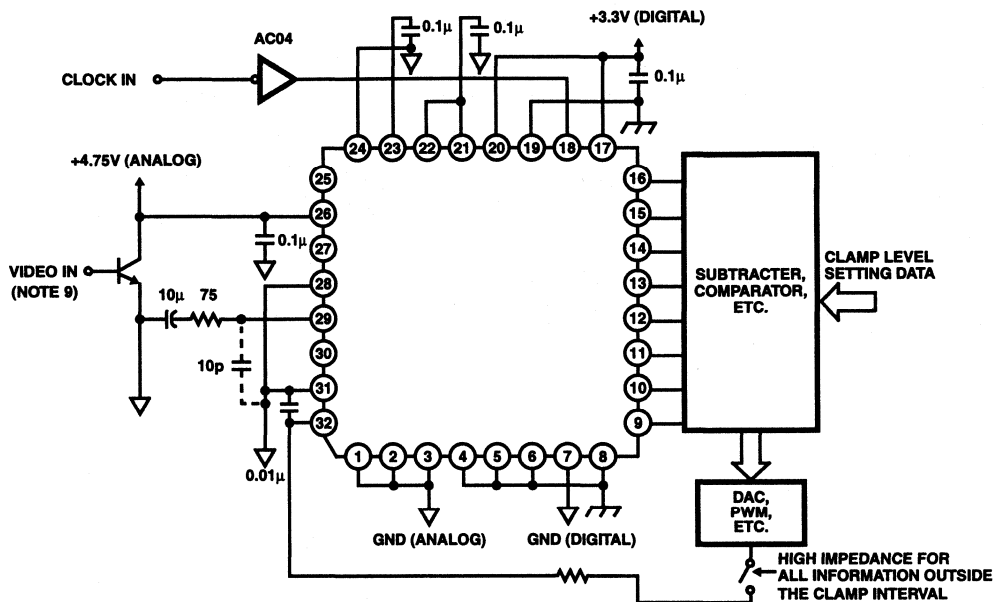 +3.3V (DIGITAL)
0.1µ
0.1µ
AC04
0.1µ
CLOCK IN
24 23 22 21 20 19 18 17
+4.75V (ANALOG)
25
26
27
28
29
30
31
32
16
15
14
13
12
11
10
9
0.1µ
VIDEO IN
(NOTE 9)
10µ
75
10p
0.01µ
SUBTRACTER,
COMPARATOR,
ETC.
CLAMP LEVEL
SETTING DATA
1 2 3 4 5 6 7 8
GND (ANALOG)
GND (DIGITAL)
DAC,
PWM,
ETC.
HIGH IMPEDANCE FOR
ALL INFORMATION OUTSIDE
THE CLAMP INTERVAL